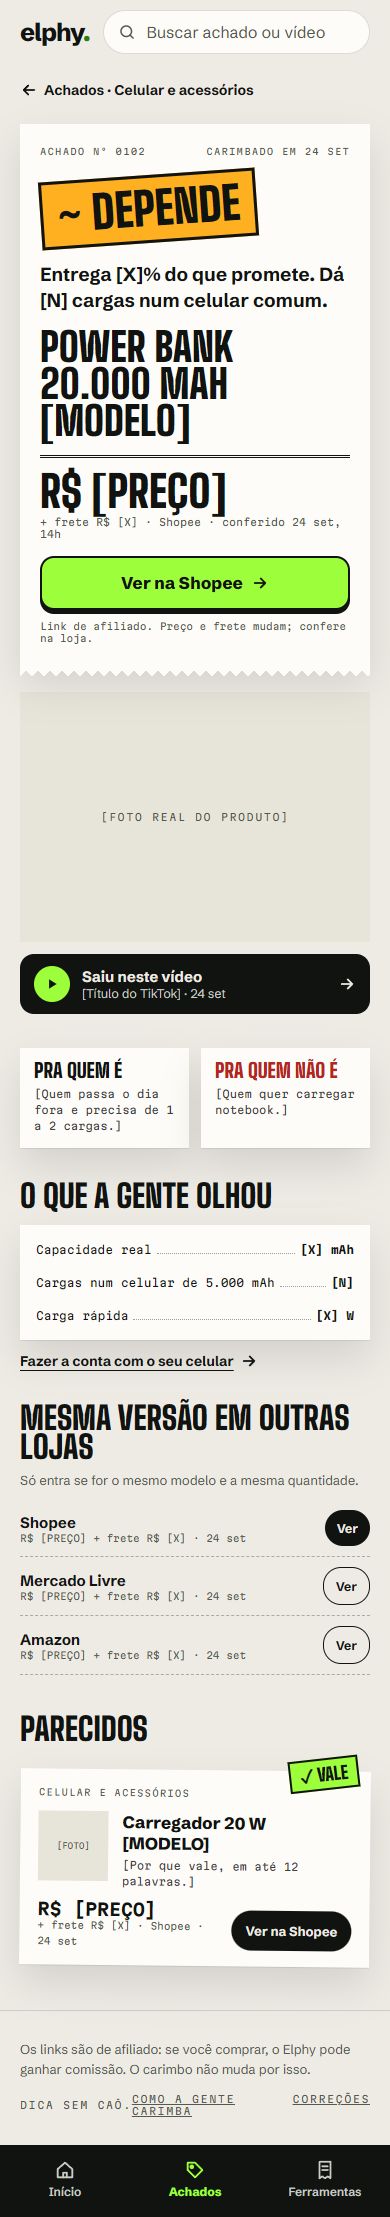 elphy.
Buscar achado ou vídeo
← Achados · Celular e acessórios
ACHADO Nº 0102
CARIMBADO EM 24 SET
~ DEPENDE
Entrega [X]% do que promete. Dá
[N] cargas num celular comum.
POWER BANK
20.000 MAH
[MODELO]
R$ [PREÇO]
+ frete R$ [X] · Shopee · conferido 24 set,
14h
Ver na Shopee →
Link de afiliado. Preço e frete mudam; confere
na loja.
[FOTO REAL DO PRODUTO]
Saiu neste vídeo
[Título do TikTok] · 24 set
→
PRA QUEM É
[Quem passa o dia
fora e precisa de 1
a 2 cargas.]
PRA QUEM NÃO É
[Quem quer carregar
notebook.]
O QUE A GENTE OLHOU
Capacidade real [X] mAh
Cargas num celular de 5.000 mAh [N]
Carga rápida [X] W
Fazer a conta com o seu celular →
MESMA VERSÃO EM OUTRAS
LOJAS
Só entra se for o mesmo modelo e a mesma quantidade.
Shopee
R$ [PREÇO] + frete R$ [X] · 24 set
Ver
Mercado Livre
R$ [PREÇO] + frete R$ [X] · 24 set
Ver
Amazon
R$ [PREÇO] + frete R$ [X] · 24 set
Ver
PARECIDOS
✓ VALE
CELULAR E ACESSÓRIOS
[FOTO]
Carregador 20 W
[MODELO]
[Por que vale, em até 12
palavras.]
R$ [PREÇO]
+ frete R$ [X] · Shopee ·
24 set
Ver na Shopee
Os links são de afiliado: se você comprar, o Elphy pode
ganhar comissão. O carimbo não muda por isso.
DICA SEM CAÔ.
COMO A GENTE
CARIMBA
CORREÇÕES
Início
Achados
Ferramentas